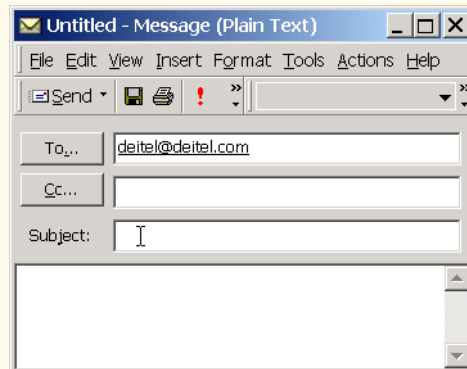 Untitled - Message (Plain Text)
File Edit View Insert Format Tools Actions Help
Send
To...
deitel@deitel.com
Cc...
Subject: